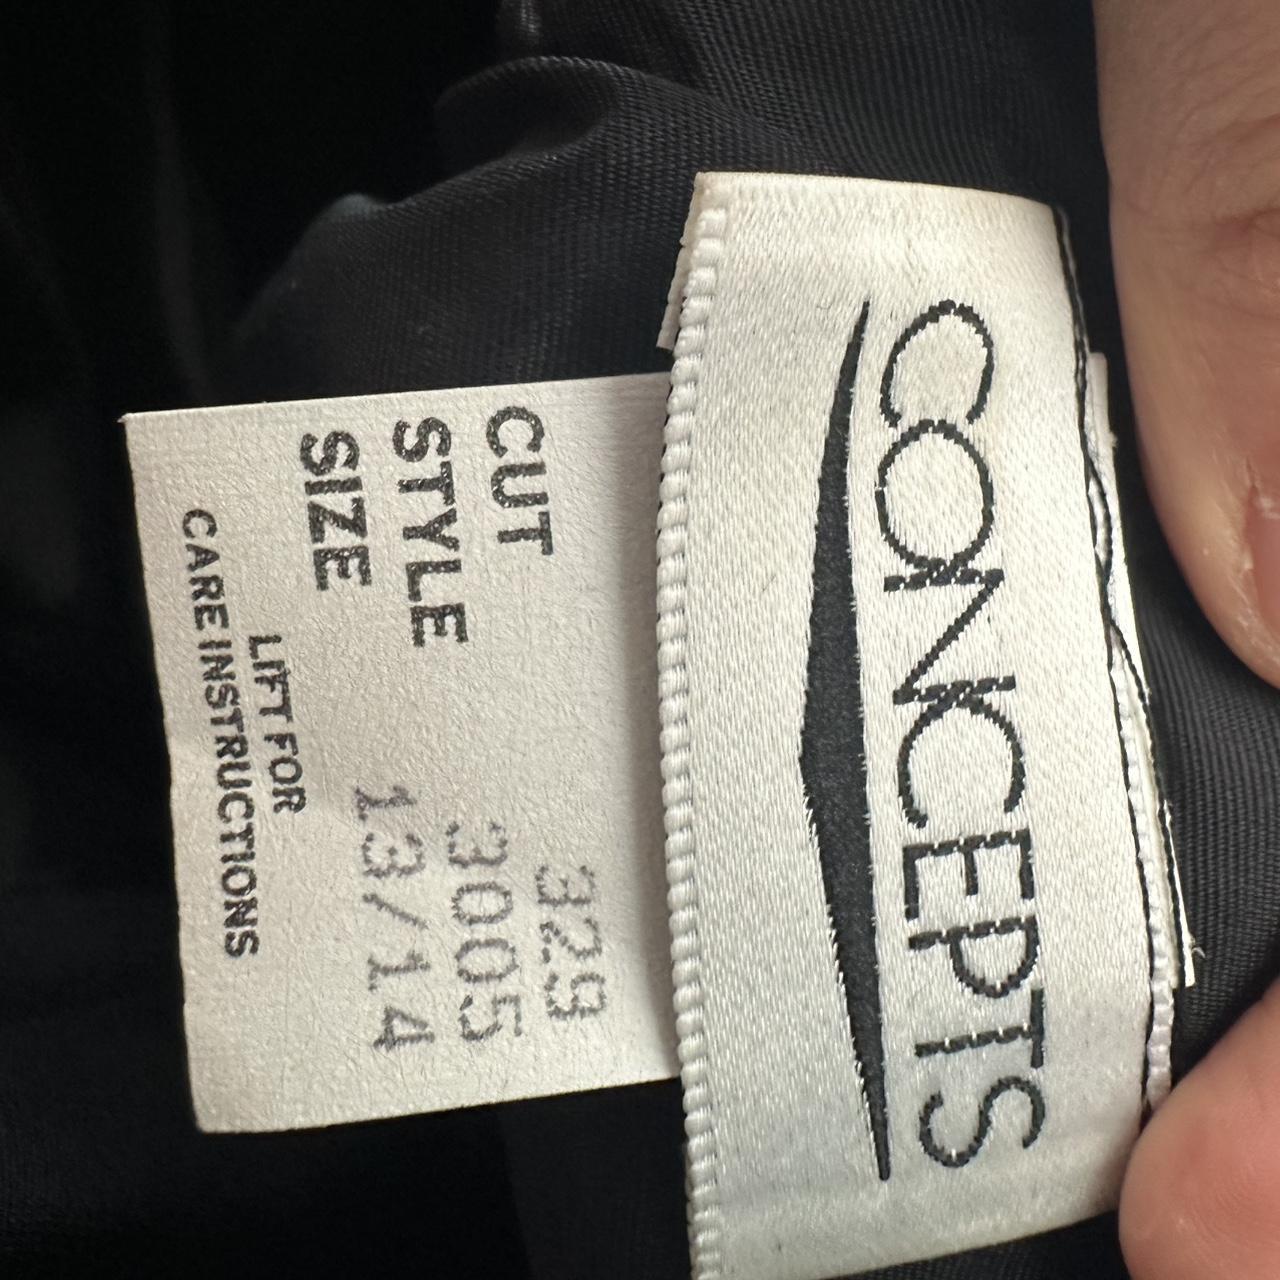 CONCEPTS
CUT 329
STYLE 3005
SIZE 13/14
LIFT FOR
CARE INSTRUCTIONS